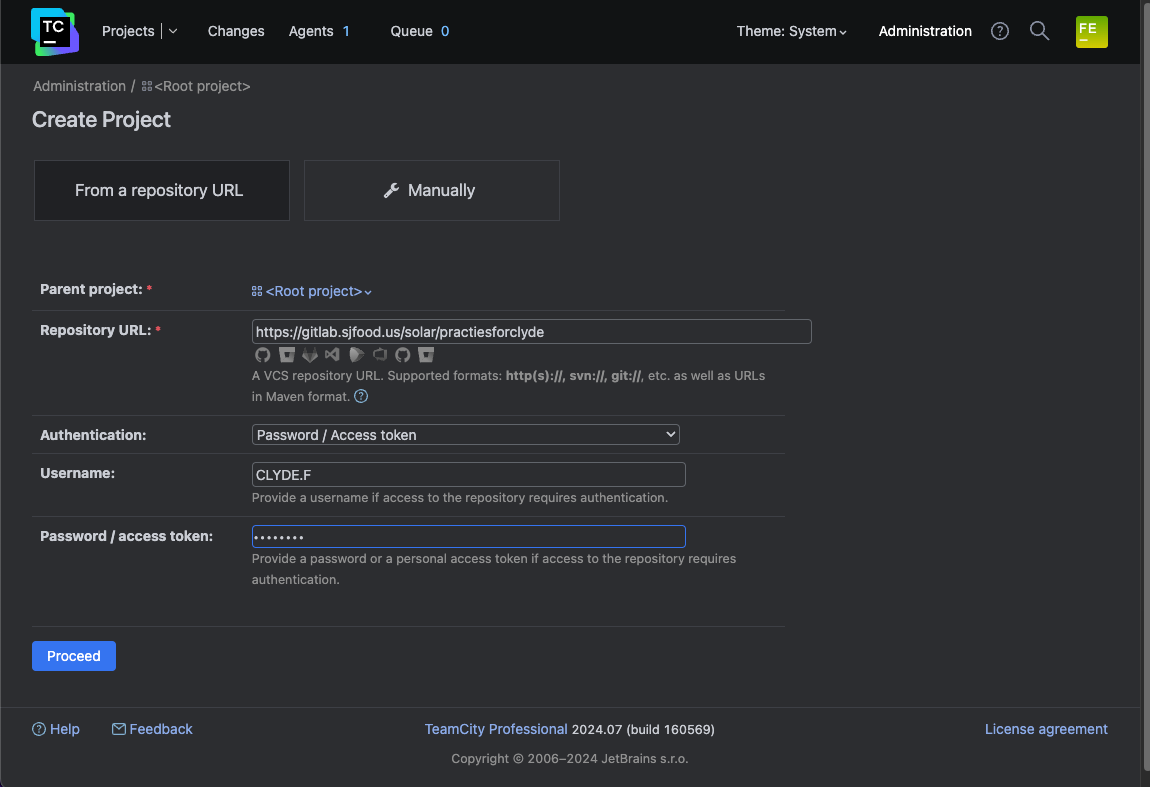 TC
Projects
Changes
Agents 1
Queue 0
Theme: System
Administration
?
FE
Administration / <Root project>
Create Project
From a repository URL
Manually
Parent project: *
<Root project>
Repository URL: *
https://gitlab.sjfood.us/solar/practiesforclyde
A VCS repository URL. Supported formats: http(s)://, svn://, git://, etc. as well as URLs
in Maven format. ?
Authentication:
Password / Access token
Username:
CLYDE.F
Provide a username if access to the repository requires authentication.
Password / access token:
••••••••
Provide a password or a personal access token if access to the repository requires
authentication.
Proceed
? Help
Feedback
TeamCity Professional 2024.07 (build 160569)
License agreement
Copyright © 2006–2024 JetBrains s.r.o.